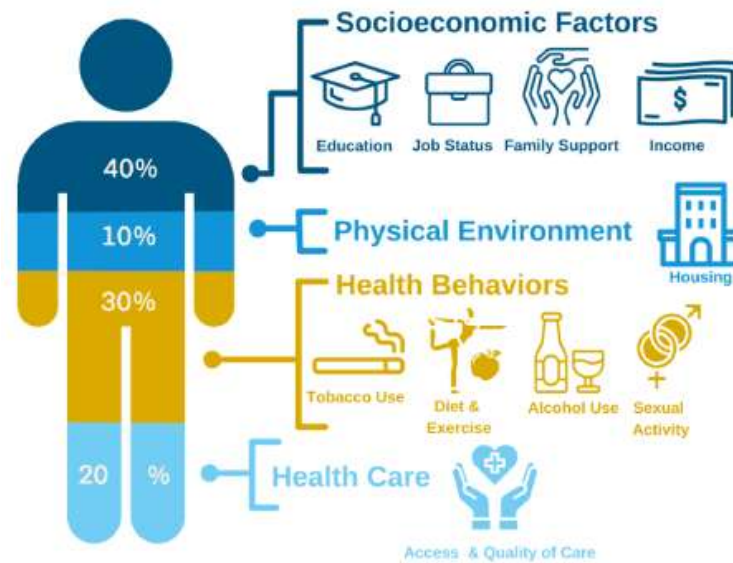 Socioeconomic Factors
$
Education Job Status Family Support Income
40%
10%
Physical Environment
Housing
30%
Health Behaviors
Tobacco Use
Diet &
Exercise
Alcohol Use
Sexual
Activity
20 %
Health Care
Access & Quality of Care